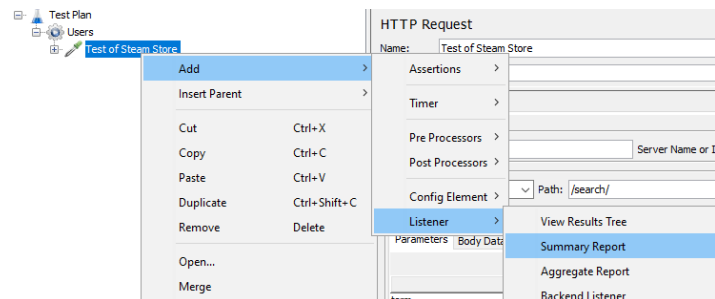 Test Plan
Users
Test of Steam Store
HTTP Request
Name: Test of Steam Store
Add >
Insert Parent >
Cut Ctrl+X
Copy Ctrl+C
Paste Ctrl+V
Duplicate Ctrl+Shift+C
Remove Delete
Open...
Merge
Assertions >
Timer >
Pre Processors >
Post Processors >
Config Element >
Listener >
Server Name or I
Path: /search/
Parameters Body Data
View Results Tree
Summary Report
Aggregate Report
Backend Listener
term